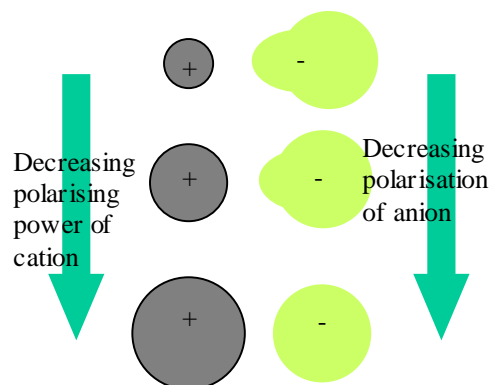 + -
Decreasing
polarising
power of
cation
+ -
Decreasing
polarisation
of anion
+ -